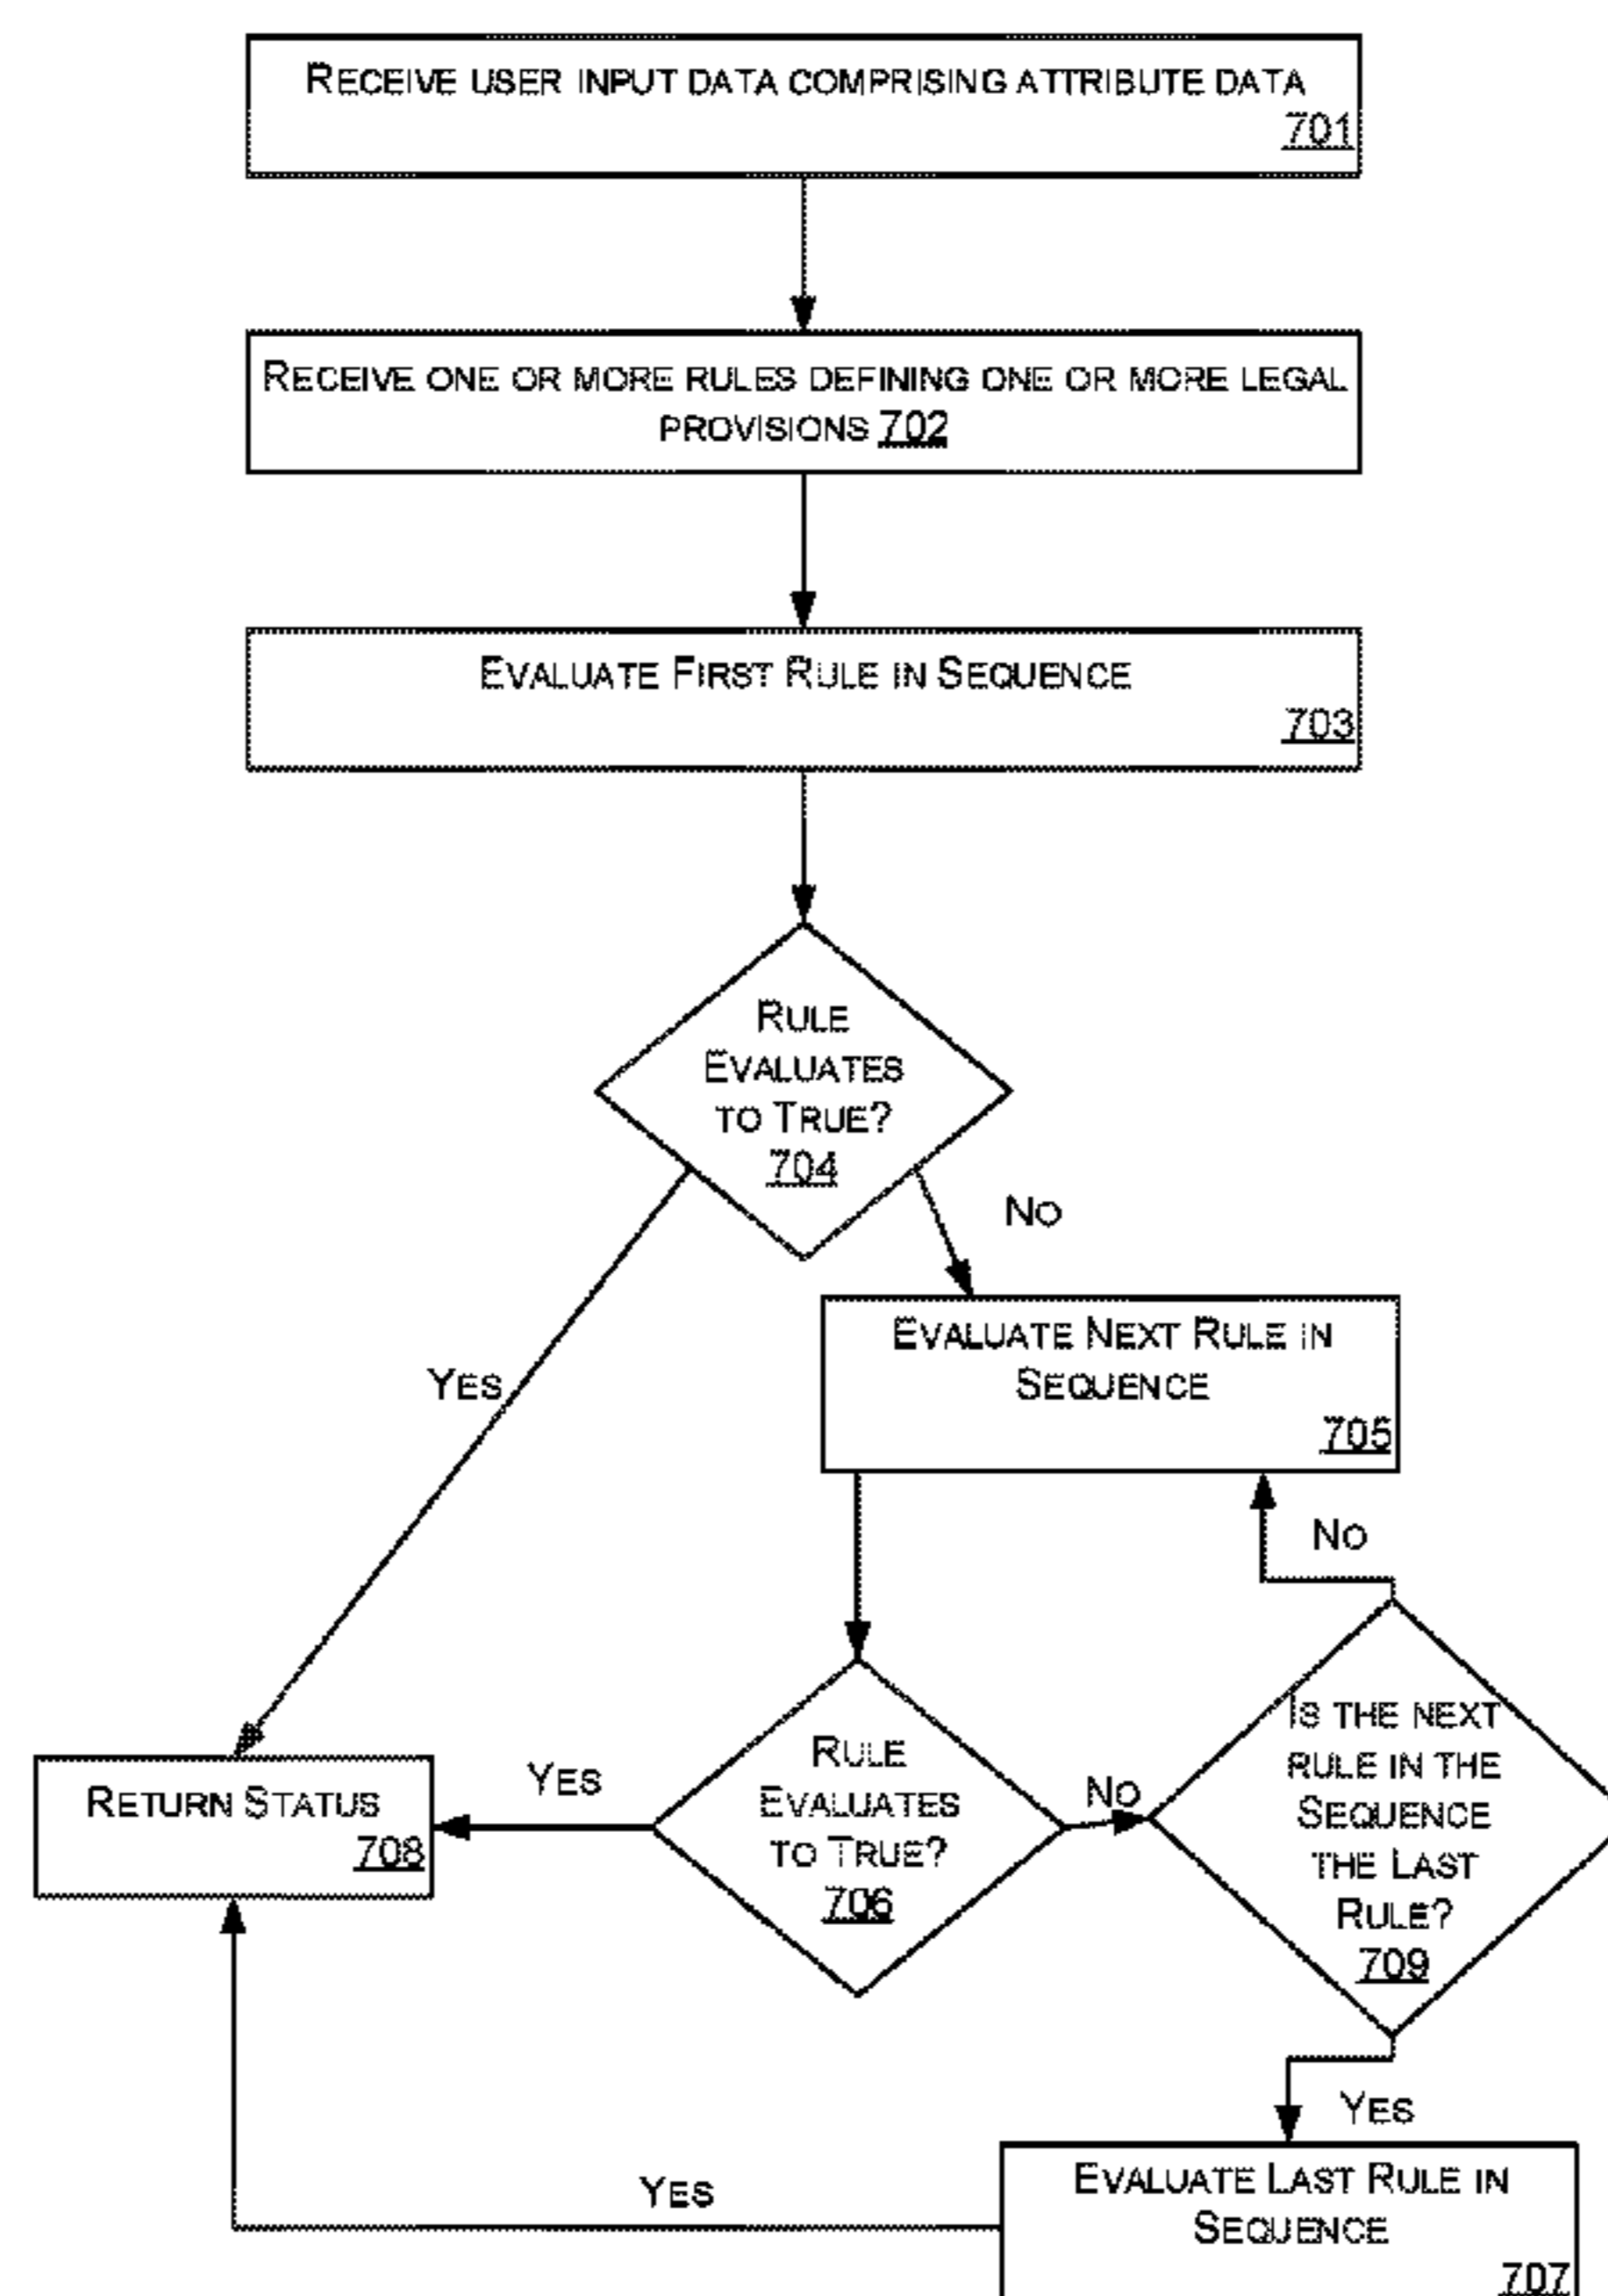 RECEIVE USER INPUT DATA COMPRISING ATTRIBUTE DATA
701
RECEIVE ONE OR MORE RULES DEFINING ONE OR MORE LEGAL
PROVISIONS 702
EVALUATE FIRST RULE IN SEQUENCE
703
RULE
EVALUATES
TO TRUE?
704
NO
YES
EVALUATE NEXT RULE IN
SEQUENCE
705
NO
RETURN STATUS
708
YES
RULE
EVALUATES
TO TRUE?
706
NO
IS THE NEXT
RULE IN THE
SEQUENCE
THE LAST
RULE?
709
YES
YES
EVALUATE LAST RULE IN
SEQUENCE
707